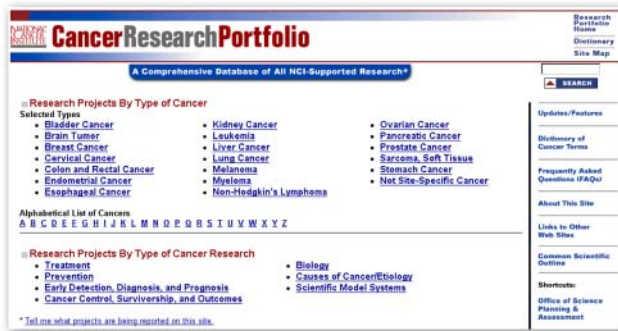 NATIONAL CANCER INSTITUTE
CancerResearchPortfolio
Research Portfolio Home
Dictionary
Site Map
A Comprehensive Database of All NCI-Supported Research*
SEARCH
Research Projects By Type of Cancer
Selected Types
• Bladder Cancer
• Brain Tumor
• Breast Cancer
• Cervical Cancer
• Colon and Rectal Cancer
• Endometrial Cancer
• Esophageal Cancer
• Kidney Cancer
• Leukemia
• Liver Cancer
• Lung Cancer
• Melanoma
• Myeloma
• Non-Hodgkin's Lymphoma
• Ovarian Cancer
• Pancreatic Cancer
• Prostate Cancer
• Sarcoma, Soft Tissue
• Stomach Cancer
• Not Site-Specific Cancer
Alphabetical List of Cancers
A B C D E F G H I J K L M N O P Q R S T U V W X Y Z
Research Projects By Type of Cancer Research
• Treatment
• Prevention
• Early Detection, Diagnosis, and Prognosis
• Cancer Control, Survivership, and Outcomes
• Biology
• Causes of Cancer/Etiology
• Scientific Model Systems
* Tell me what projects are being reported on this site.
Updates/Features
Dictionary of
Cancer Terms
Frequently Asked
Questions (FAQs)
About This Site
Links to Other
Web Sites
Common Scientific
Outline
Shortcuts:
Office of Science
Planning &
Assessment